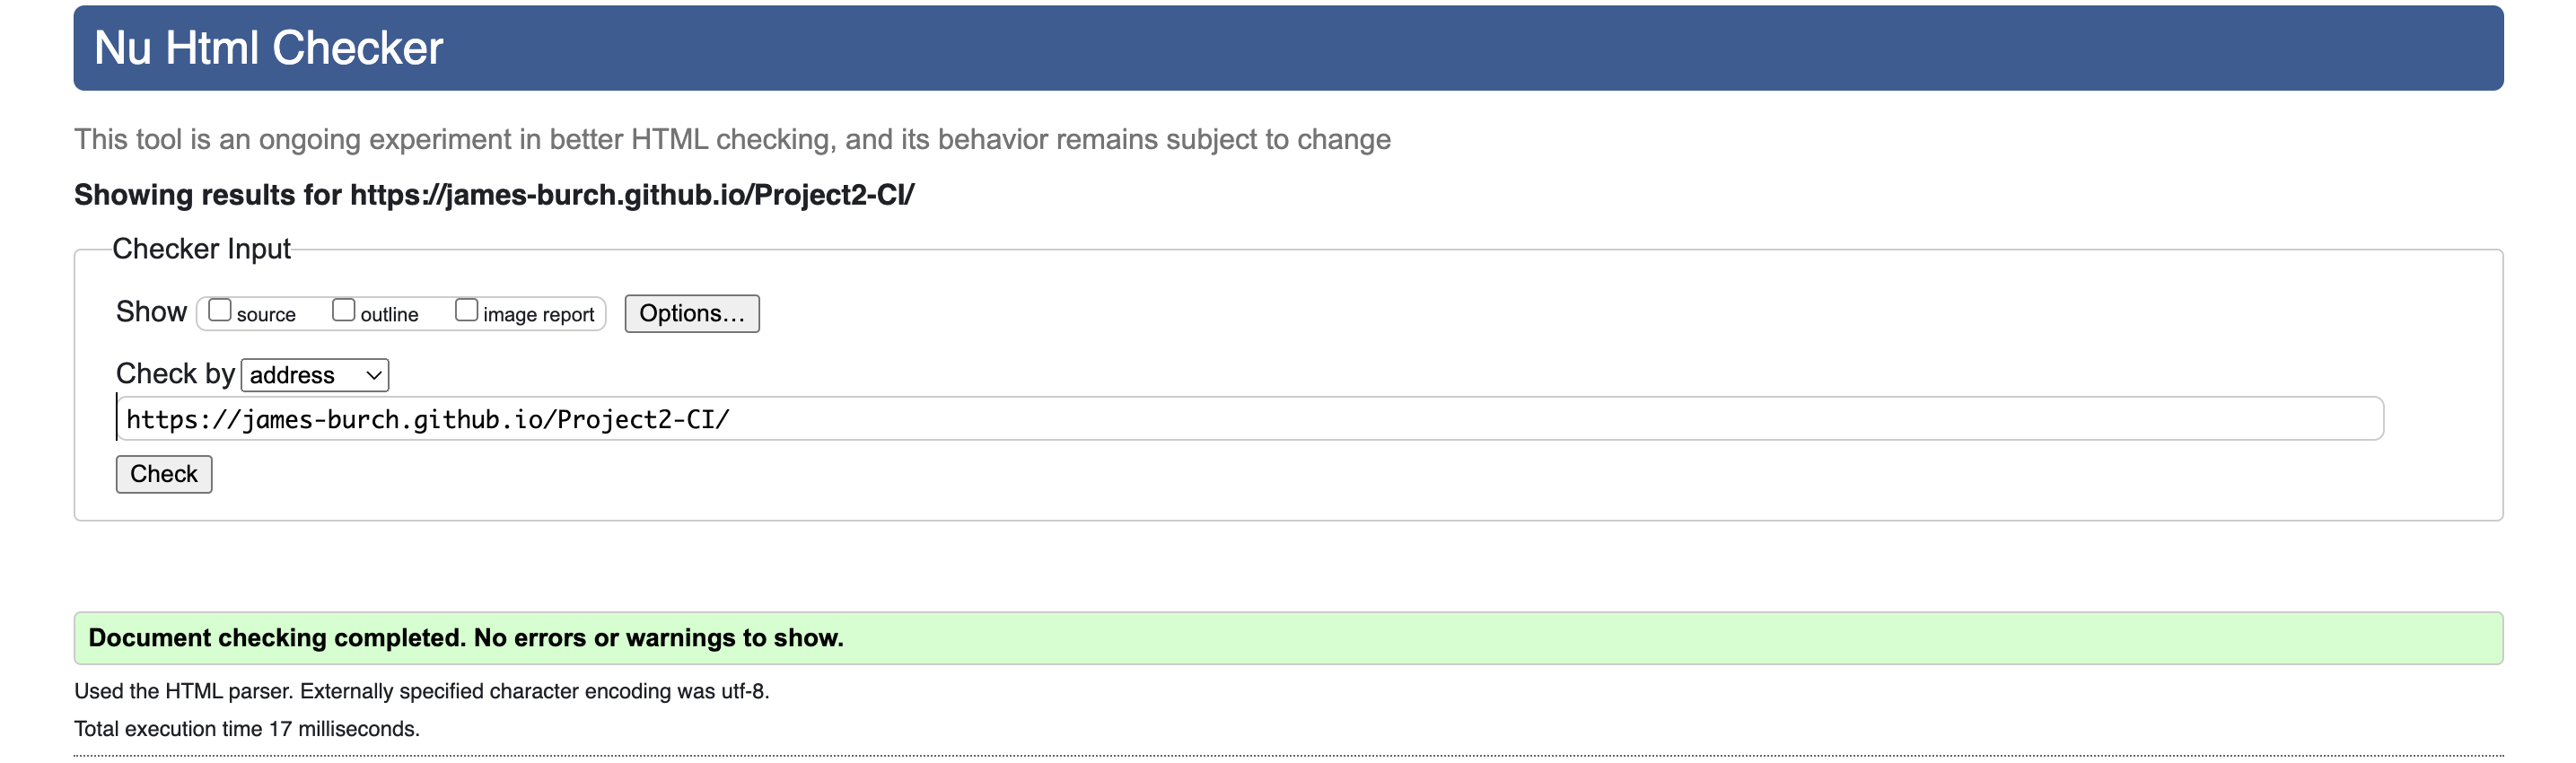 Nu Html Checker
This tool is an ongoing experiment in better HTML checking, and its behavior remains subject to change
Showing results for https://james-burch.github.io/Project2-CI/
Checker Input
Show source outline image report Options...
Check by address
https://james-burch.github.io/Project2-CI/
Check
Document checking completed. No errors or warnings to show.
Used the HTML parser. Externally specified character encoding was utf-8.
Total execution time 17 milliseconds.